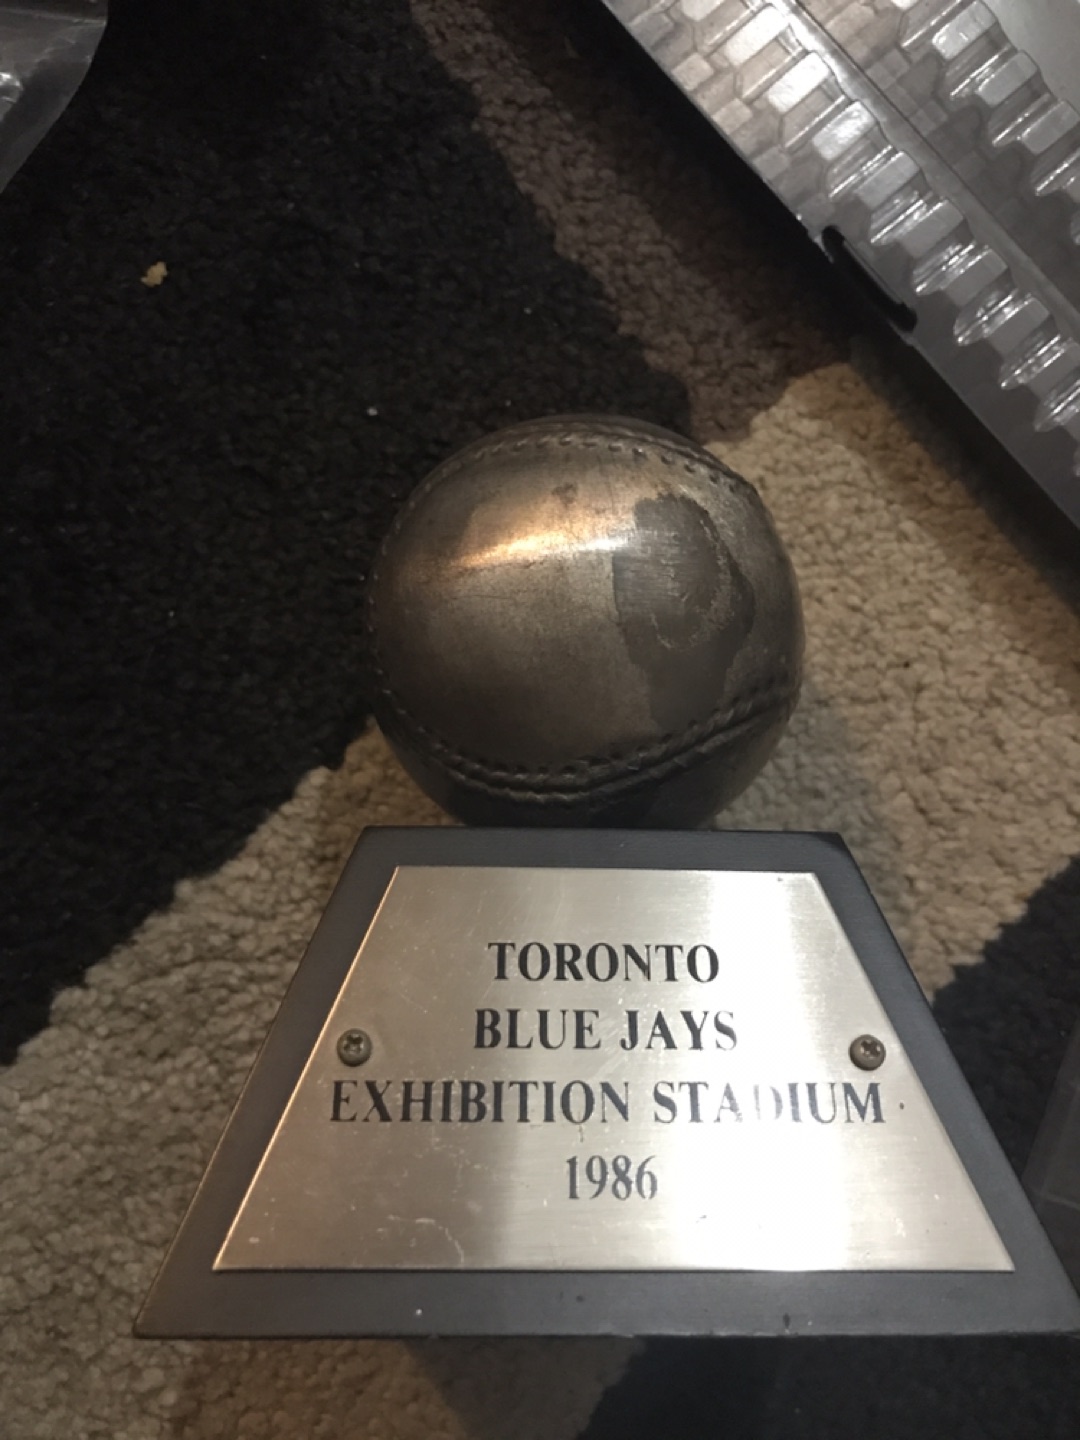 TORONTO
BLUE JAYS
EXHIBITION STADIUM
1986